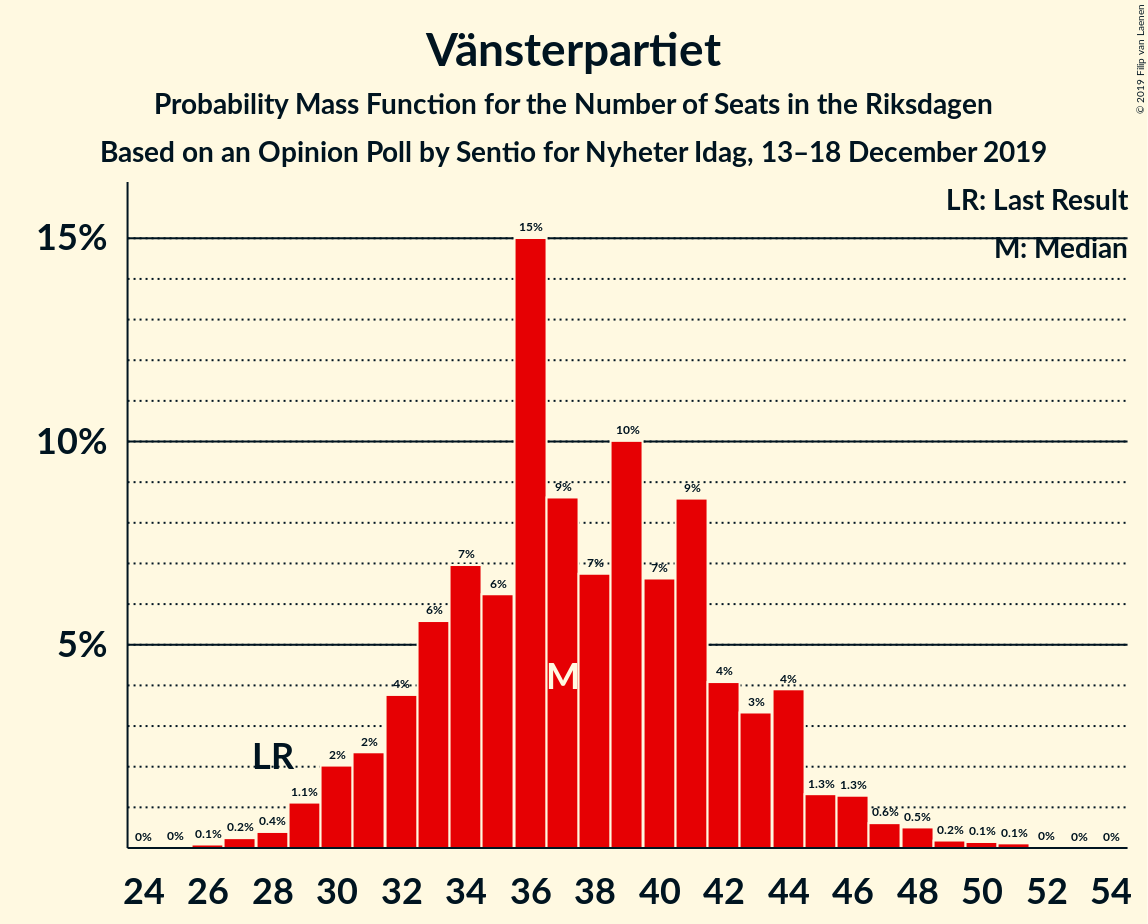 Vänsterpartiet
Probability Mass Function for the Number of Seats in the Riksdagen
Based on an Opinion Poll by Sentio for Nyheter Idag, 13–18 December 2019
© 2019 Filip van Laenen
LR: Last Result
M: Median
15%
10%
5%
0% 0% 0.1% 0.2% 0.4% 1.1% 2% 2% 4% 6% 7% 6% 15% 9% 7% 10% 7% 9% 4% 3% 4% 1.3% 1.3% 0.6% 0.5% 0.2% 0.1% 0.1% 0% 0% 0%
LR
M
24 26 28 30 32 34 36 38 40 42 44 46 48 50 52 54